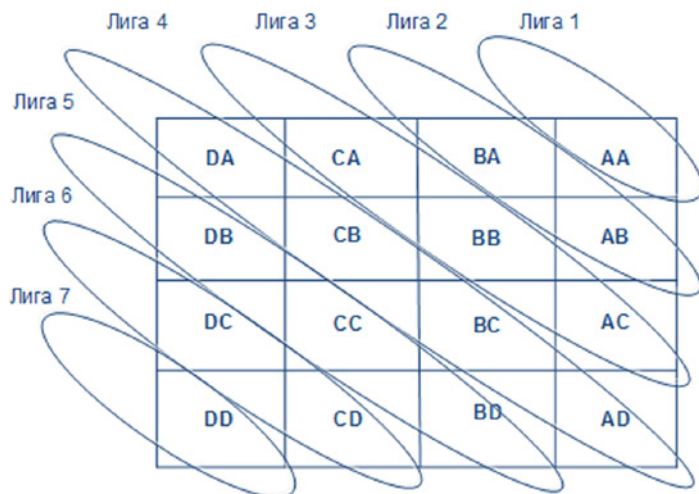 Лига 4 Лига 3 Лига 2 Лига 1
Лига 5
DA CA BA AA
Лига 6
DB CB BB AB
Лига 7
DC CC BC AC
DD CD BD AD